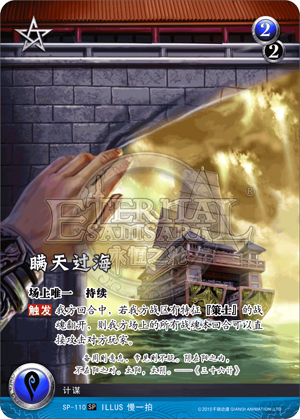 2
2
ETERNAL
SAMSARA
®
瞒天过海
场上唯一 持续
触发 我方回合中,若我方战区有特征『策士』的战
魂翻开,则我方场上的所有战魂本回合可以直
接攻击对方玩家。
备周则意怠,常见则不疑。阴在阳之内,
不在阳之对。太阳,太阴。——《三十六计》
计谋
SP-110 SP ILLUS 慢一拍